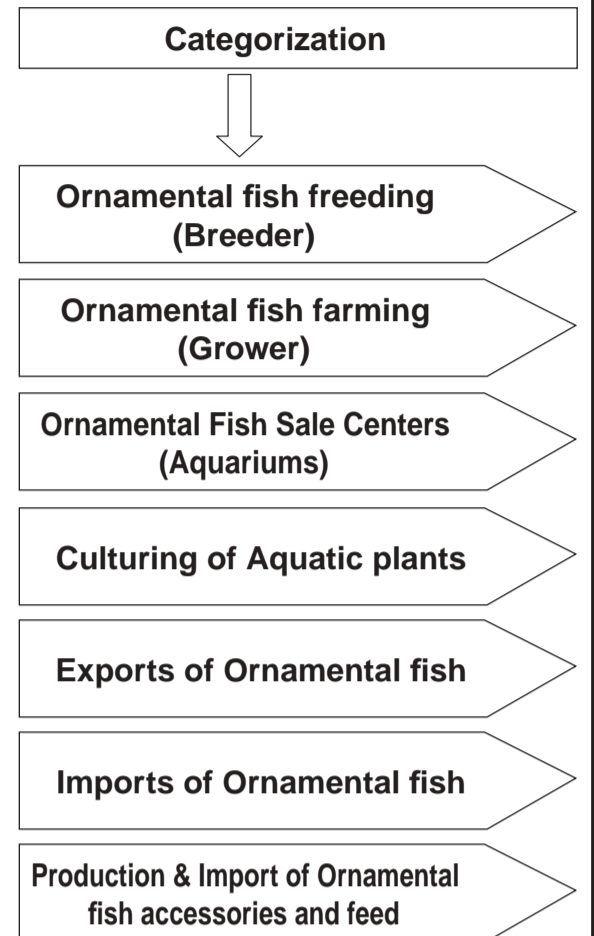 Categorization
Ornamental fish freeding
(Breeder)
Ornamental fish farming
(Grower)
Ornamental Fish Sale Centers
(Aquariums)
Culturing of Aquatic plants
Exports of Ornamental fish
Imports of Ornamental fish
Production & Import of Ornamental
fish accessories and feed